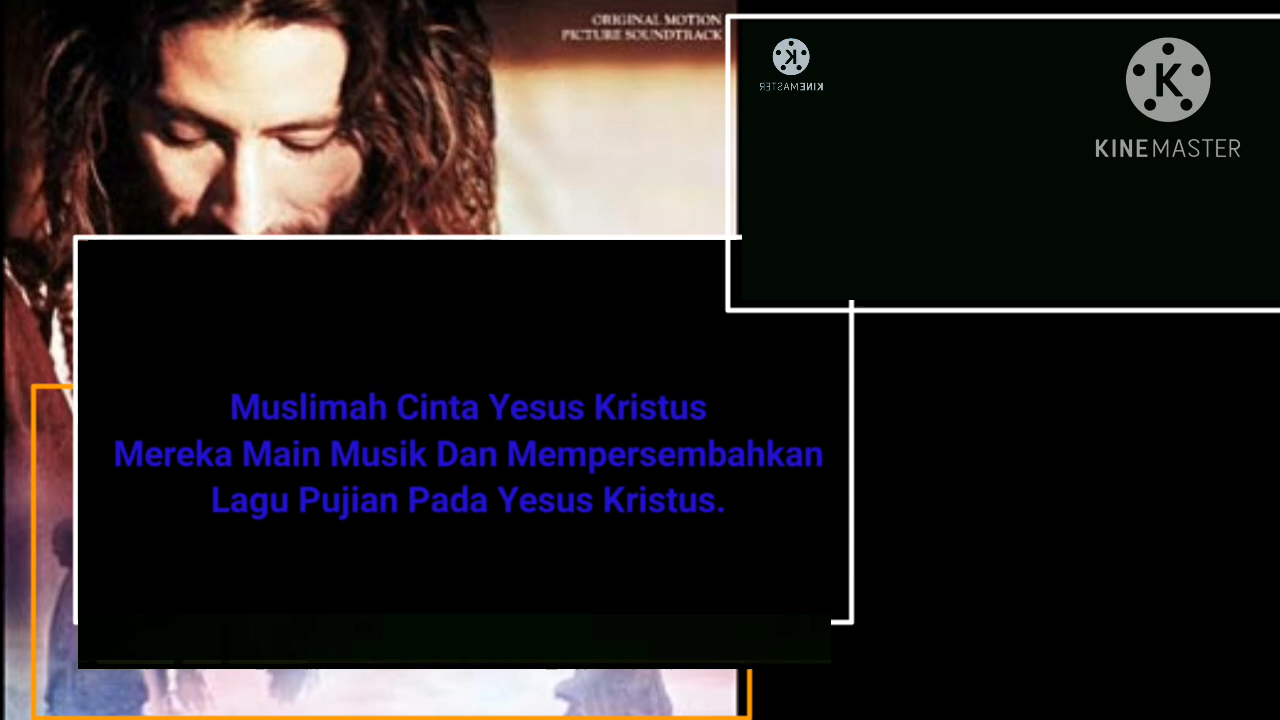 ORIGINAL MOTION
PICTURE SOUNDTRACK
KINEMASTER
KINEMASTER
Muslimah Cinta Yesus Kristus
Mereka Main Musik Dan Mempersembahkan
Lagu Pujian Pada Yesus Kristus.